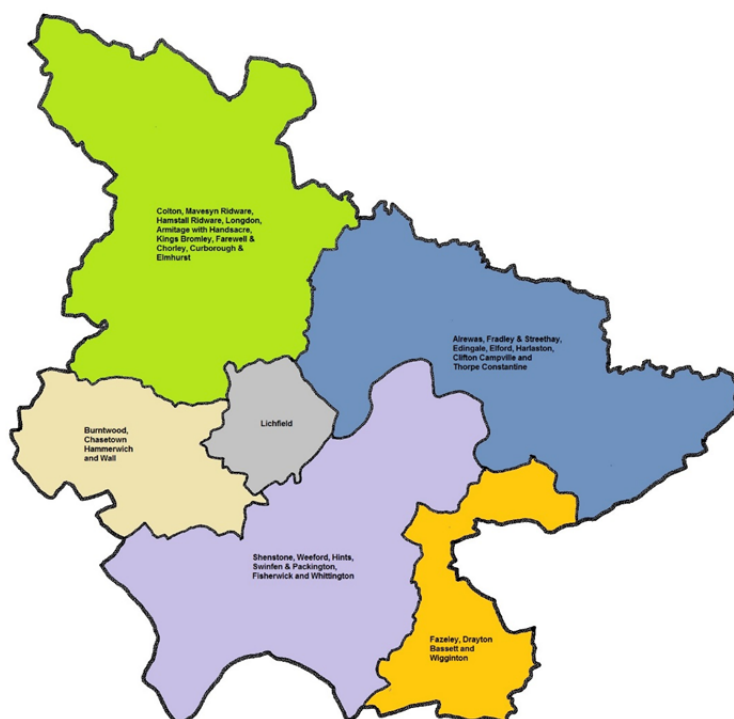 Colton, Mavesyn Ridware,
Hamstall Ridware, Longdon,
Armitage with Handsacre,
Kings Bromley, Farewell &
Chorley, Curborough &
Elmhurst
Alrewas, Fradley & Streethay,
Edingale, Elford, Harlaston,
Clifton Campville and
Thorpe Constantine
Lichfield
Burntwood,
Chasetown
Hammerwich
and Wall
Shenstone, Weeford, Hints,
Swinfen & Packington,
Fisherwick and Whittington
Fazeley, Drayton
Bassett and
Wigginton